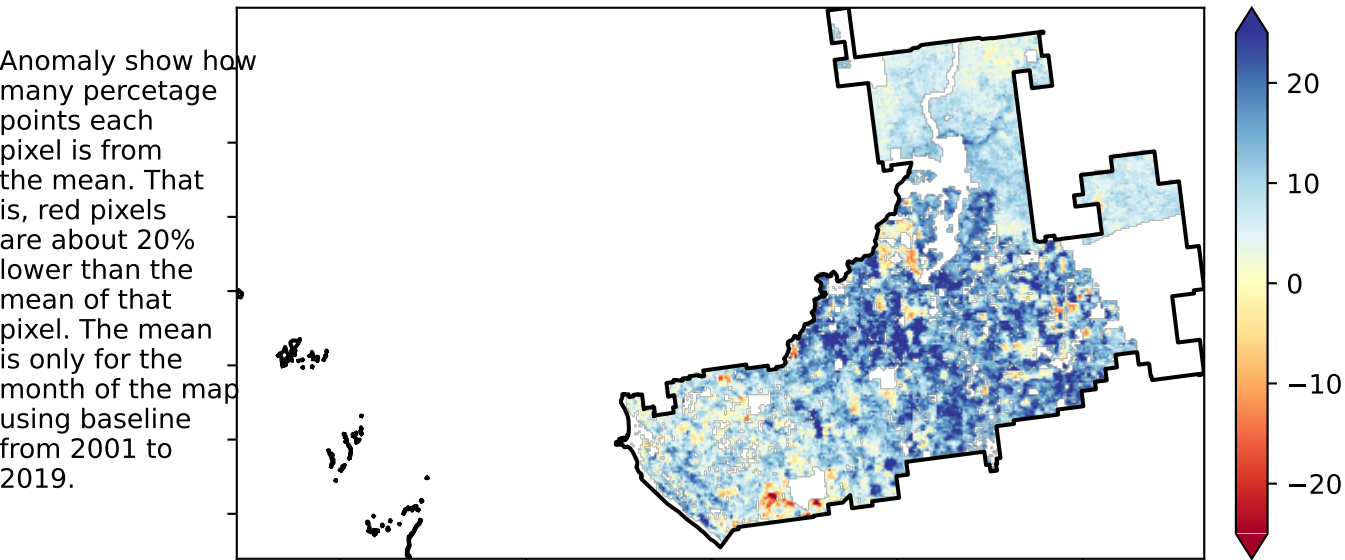 Anomaly show how
many percetage
points each
pixel is from
the mean. That
is, red pixels
are about 20%
lower than the
mean of that
pixel. The mean
is only for the
month of the map
using baseline
from 2001 to
2019.
20
10
0
−10
−20